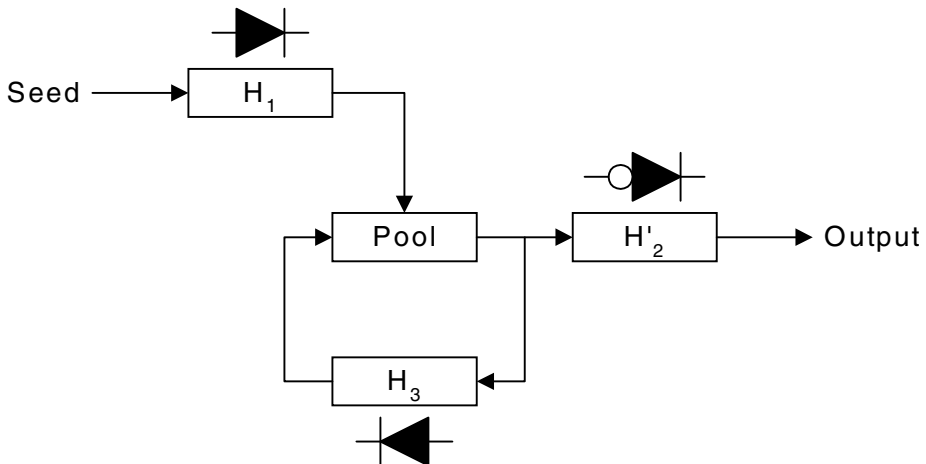 Seed
H₁
Pool
H'₂
Output
H₃